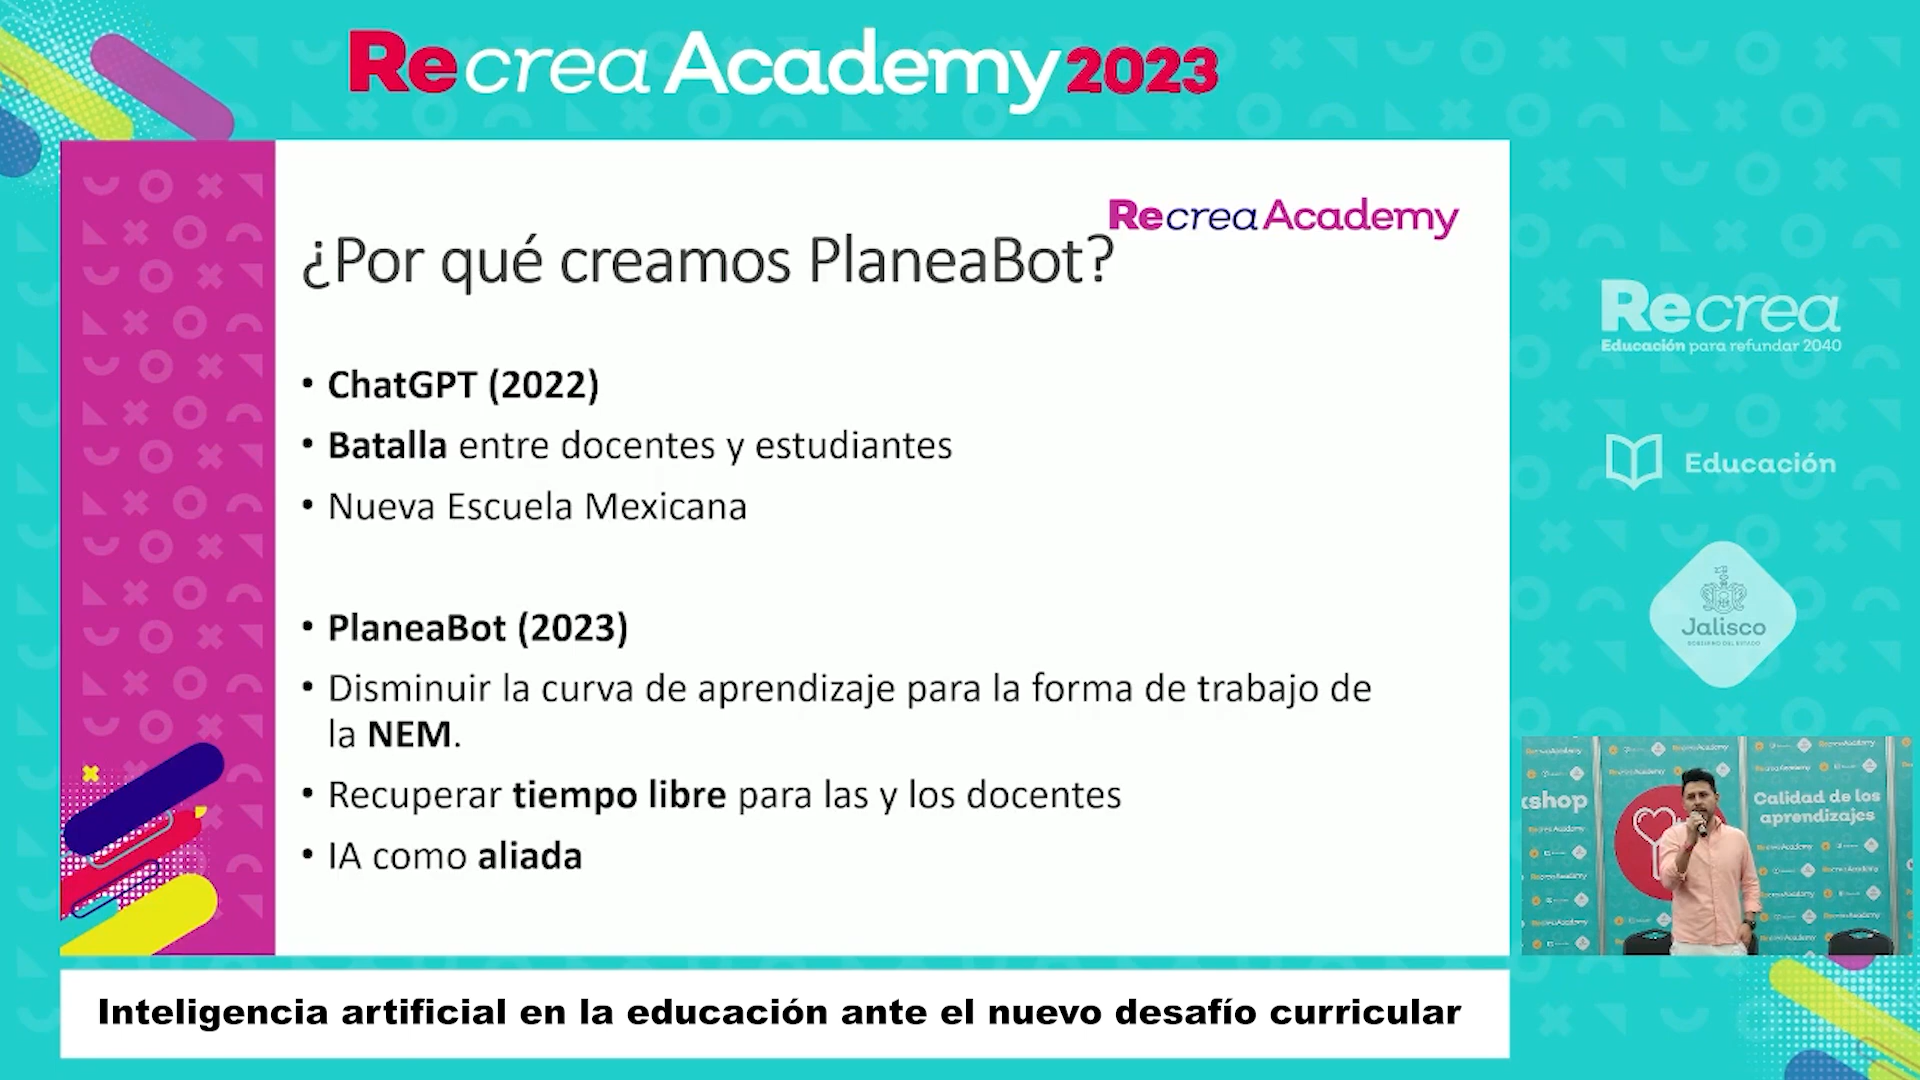 Recrea Academy 2023
Recrea Academy
¿Por qué creamos PlaneaBot?
• ChatGPT (2022)
• Batalla entre docentes y estudiantes
• Nueva Escuela Mexicana
• PlaneaBot (2023)
• Disminuir la curva de aprendizaje para la forma de trabajo de
la NEM.
• Recuperar tiempo libre para las y los docentes
• IA como aliada
Recrea
Educación para refundar 2040
Educación
Jalisco
GOBIERNO DEL ESTADO
Calidad de los
aprendizajes
Inteligencia artificial en la educación ante el nuevo desafío curricular